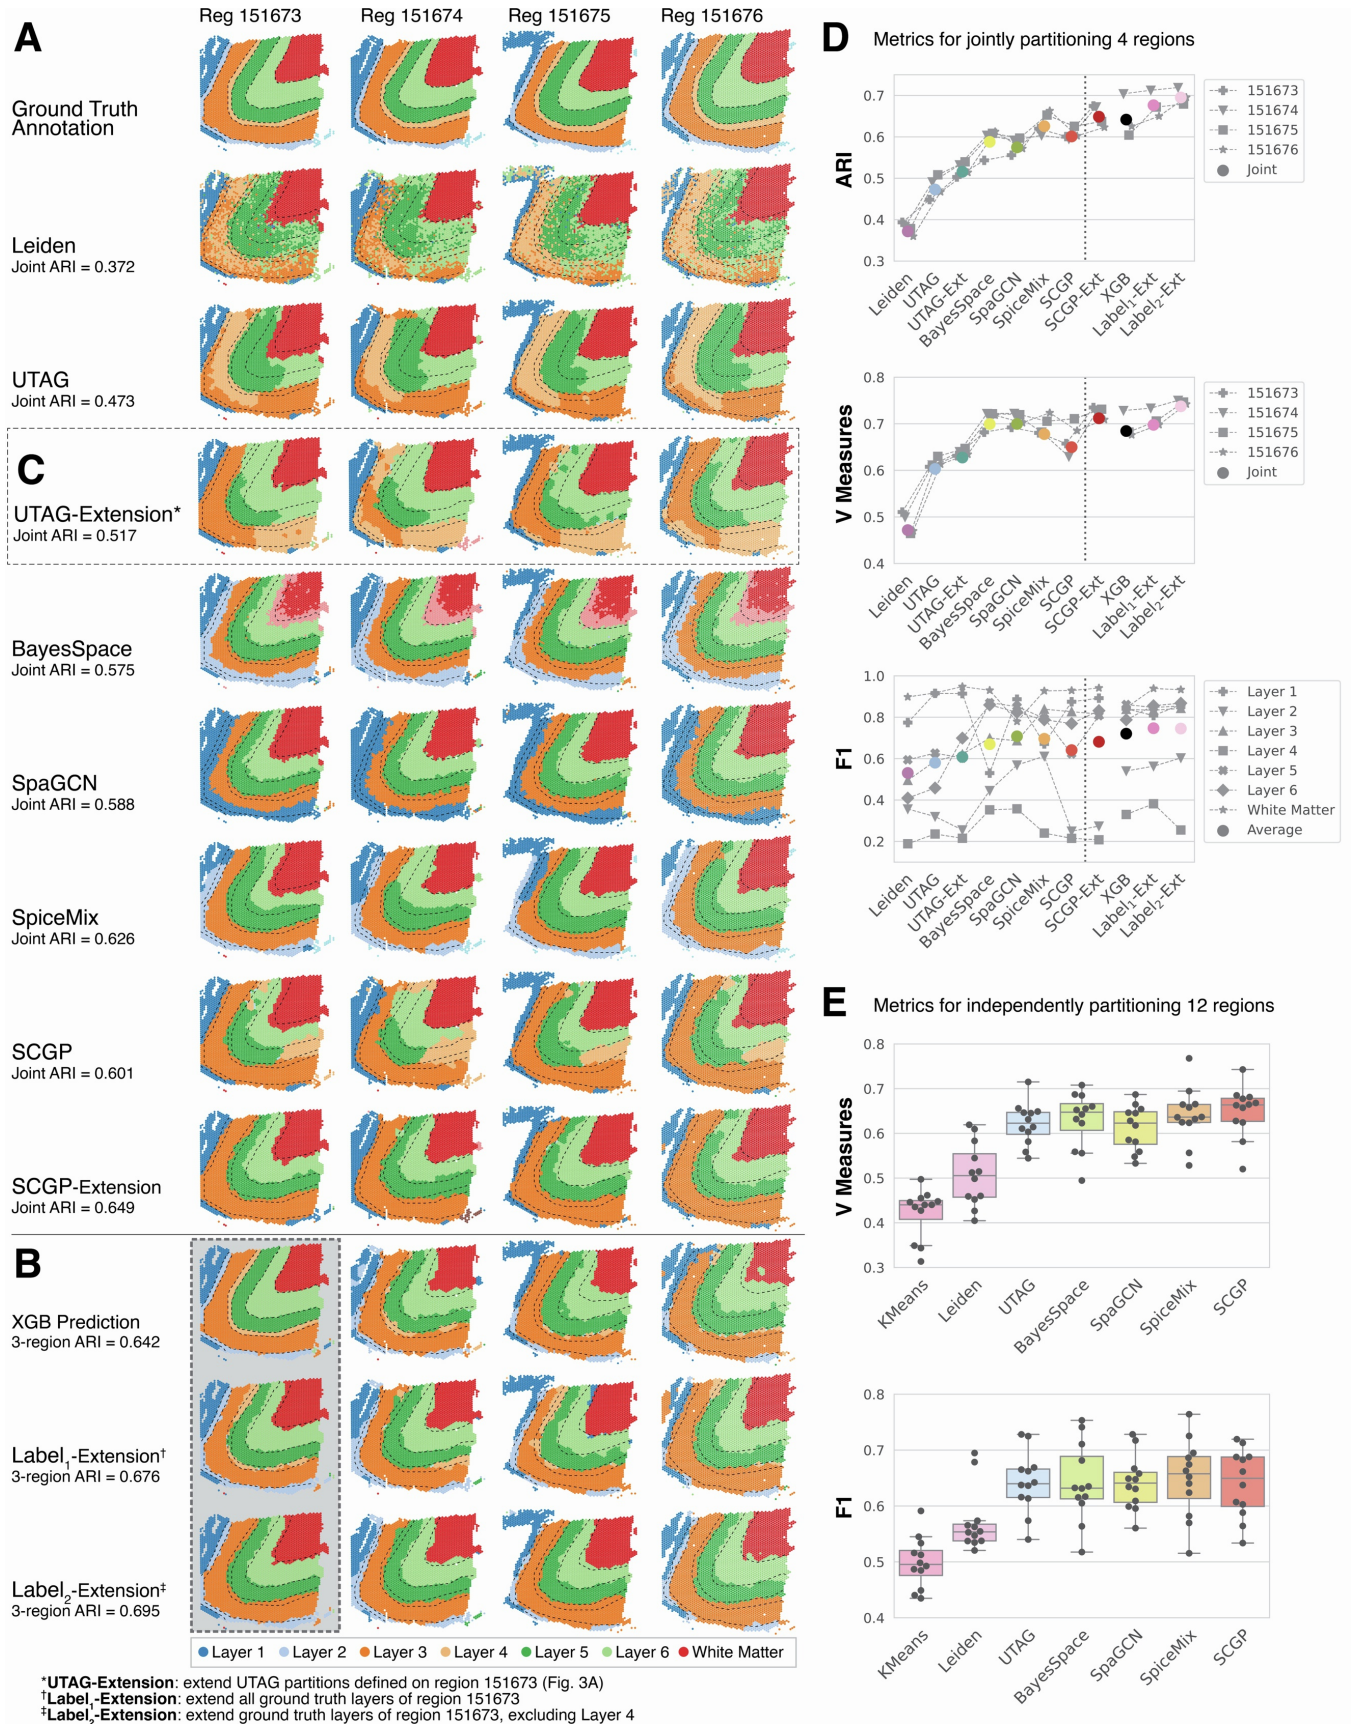 A
Reg 151673
Reg 151674
Reg 151675
Reg 151676
Ground Truth
Annotation
Leiden
Joint ARI = 0.372
UTAG
Joint ARI = 0.473
C
UTAG-Extension*
Joint ARI = 0.517
BayesSpace
Joint ARI = 0.575
SpaGCN
Joint ARI = 0.588
SpiceMix
Joint ARI = 0.626
SCGP
Joint ARI = 0.601
SCGP-Extension
Joint ARI = 0.649
B
XGB Prediction
3-region ARI = 0.642
Label1-Extension†
3-region ARI = 0.676
Label2-Extension‡
3-region ARI = 0.695
Layer 1 Layer 2 Layer 3 Layer 4 Layer 5 Layer 6 White Matter
*UTAG-Extension: extend UTAG partitions defined on region 151673 (Fig. 3A)
†Label1-Extension: extend all ground truth layers of region 151673
‡Label2-Extension: extend ground truth layers of region 151673, excluding Layer 4
D
Metrics for jointly partitioning 4 regions
ARI
0.7
0.6
0.5
0.4
0.3
Leiden
UTAG
UTAG-Ext
BayesSpace
SpaGCN
SpiceMix
SCGP
SCGP-Ext
XGB
Label1-Ext
Label2-Ext
151673
151674
151675
151676
Joint
V Measures
0.8
0.7
0.6
0.5
0.4
Leiden
UTAG
UTAG-Ext
BayesSpace
SpaGCN
SpiceMix
SCGP
SCGP-Ext
XGB
Label1-Ext
Label2-Ext
151673
151674
151675
151676
Joint
F1
1.0
0.8
0.6
0.4
0.2
Leiden
UTAG
UTAG-Ext
BayesSpace
SpaGCN
SpiceMix
SCGP
SCGP-Ext
XGB
Label1-Ext
Label2-Ext
Layer 1
Layer 2
Layer 3
Layer 4
Layer 5
Layer 6
White Matter
Average
E
Metrics for independently partitioning 12 regions
V Measures
0.8
0.7
0.6
0.5
0.4
0.3
KMeans
Leiden
UTAG
BayesSpace
SpaGCN
SpiceMix
SCGP
F1
0.8
0.7
0.6
0.5
0.4
KMeans
Leiden
UTAG
BayesSpace
SpaGCN
SpiceMix
SCGP